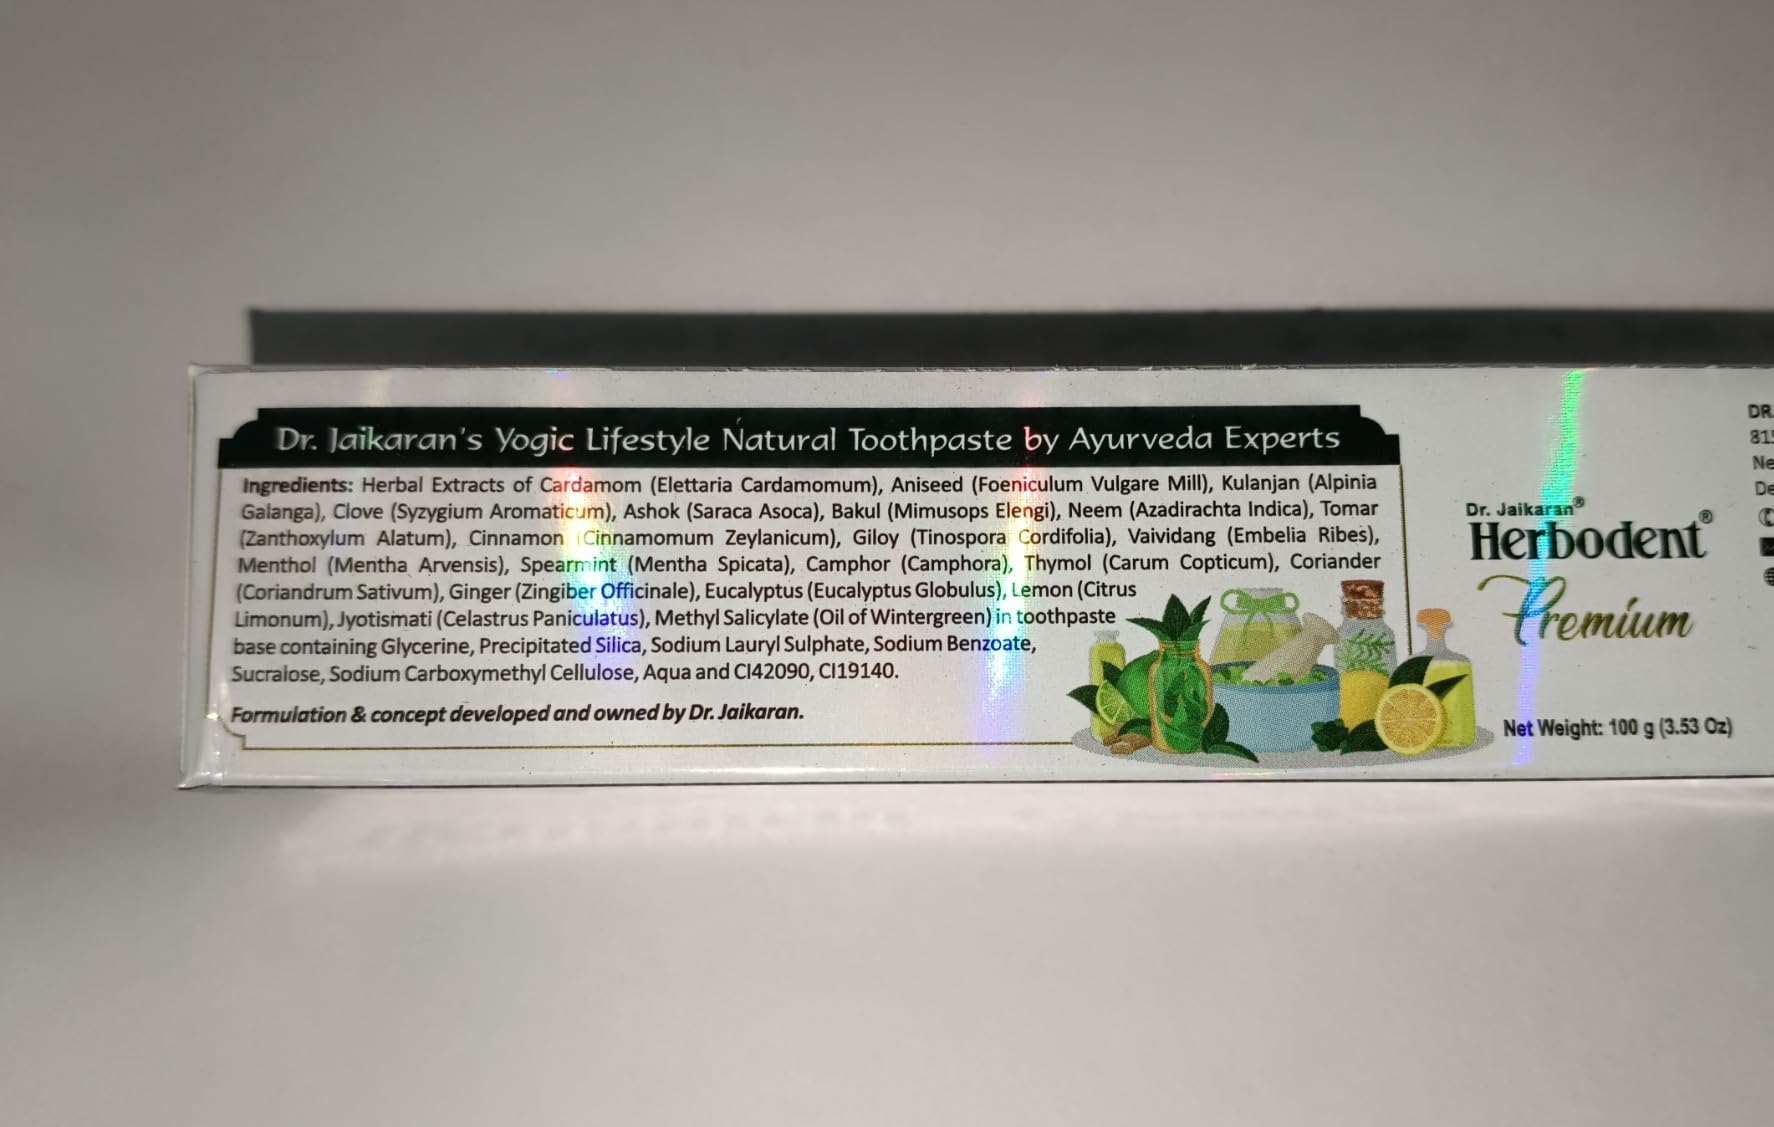 Dr. Jaikaran's Yogic Lifestyle Natural Toothpaste by Ayurveda Experts
Ingredients: Herbal Extracts of Cardamom (Elettaria Cardamomum), Aniseed (Foeniculum Vulgare Mill), Kulanjan (Alpinia
Galanga), Clove (Syzygium Aromaticum), Ashok (Saraca Asoca), Bakul (Mimusops Elengi), Neem (Azadirachta Indica), Tomar
(Zanthoxylum Alatum), Cinnamon (Cinnamomum Zeylanicum), Giloy (Tinospora Cordifolia), Vaividang (Embelia Ribes),
Menthol (Mentha Arvensis), Spearmint (Mentha Spicata), Camphor (Camphora), Thymol (Carum Copticum), Coriander
(Coriandrum Sativum), Ginger (Zingiber Officinale), Eucalyptus (Eucalyptus Globulus), Lemon (Citrus
Limonum), Jyotismati (Celastrus Paniculatus), Methyl Salicylate (Oil of Wintergreen) in toothpaste
base containing Glycerine, Precipitated Silica, Sodium Lauryl Sulphate, Sodium Benzoate,
Sucralose, Sodium Carboxymethyl Cellulose, Aqua and CI42090, CI19140.
Formulation & concept developed and owned by Dr. Jaikaran.
Dr. Jaikaran®
Herbodent®
Premium
Net Weight: 100 g (3.53 Oz)
DR.